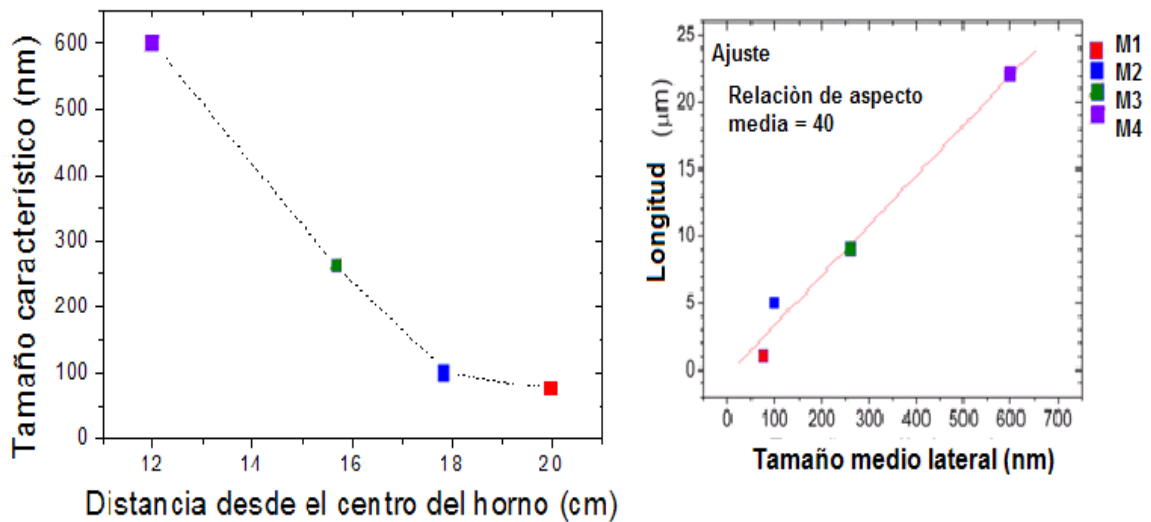 Tamaño característico (nm)
600
500
400
300
200
100
0
12
14
16
18
20
Distancia desde el centro del horno (cm)
Longitud (μm)
25
20
15
10
5
0
Ajuste
Relaciòn de aspecto
media = 40
M1
M2
M3
M4
0
100
200
300
400
500
600
700
Tamaño medio lateral (nm)